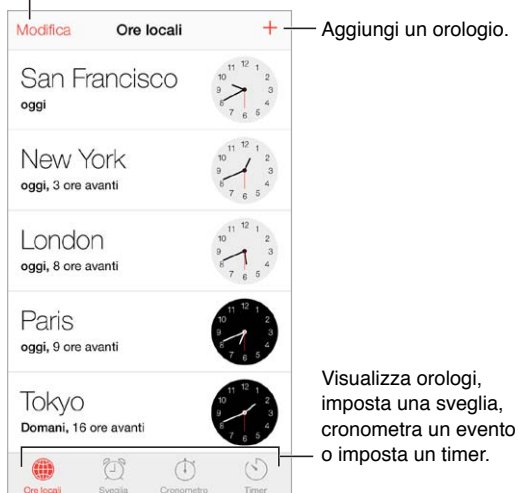 Modifica Ore locali +
Aggiungi un orologio.
San Francisco
oggi
New York
oggi, 3 ore avanti
London
oggi, 8 ore avanti
Paris
oggi, 9 ore avanti
Tokyo
Domani, 16 ore avanti
Visualizza orologi,
imposta una sveglia,
cronometra un evento
o imposta un timer.
Ore locali Sveglia Cronometro Timer